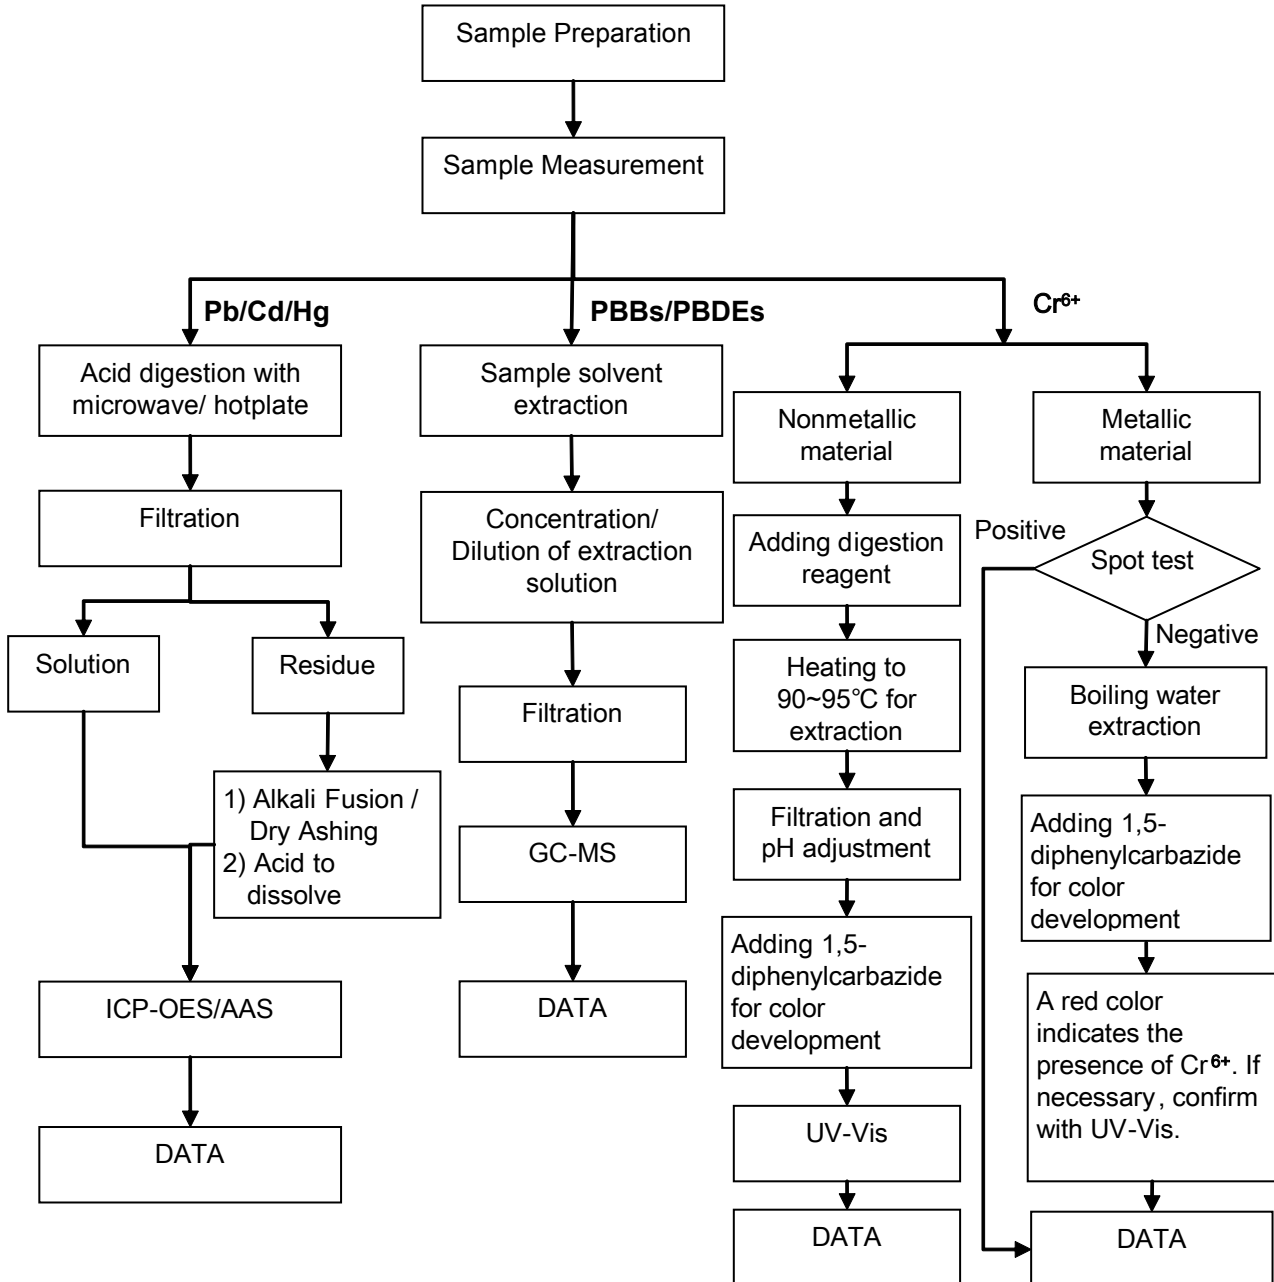 Sample Preparation
Sample Measurement
Pb/Cd/Hg
PBBs/PBDEs
Cr⁶⁺
Acid digestion with
microwave/ hotplate
Filtration
Solution
Residue
1) Alkali Fusion /
Dry Ashing
2) Acid to
dissolve
ICP-OES/AAS
DATA
Sample solvent
extraction
Concentration/
Dilution of extraction
solution
Filtration
GC-MS
DATA
Nonmetallic
material
Adding digestion
reagent
Heating to
90~95℃ for
extraction
Filtration and
pH adjustment
Adding 1,5-
diphenylcarbazide
for color
development
UV-Vis
DATA
Metallic
material
Positive
Spot test
Negative
Boiling water
extraction
Adding 1,5-
diphenylcarbazide
for color
development
A red color
indicates the
presence of Cr⁶⁺. If
necessary, confirm
with UV-Vis.
DATA